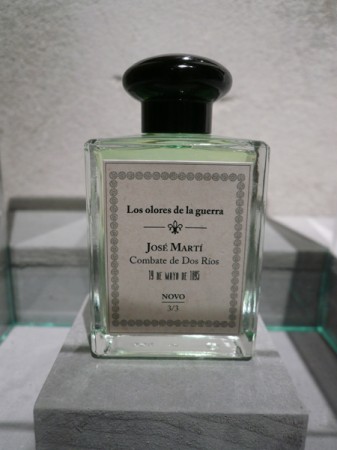 Los olores de la guerra
José Martí
Combate de Dos Ríos
19 DE MAYO DE 1895
NOVO
3/3